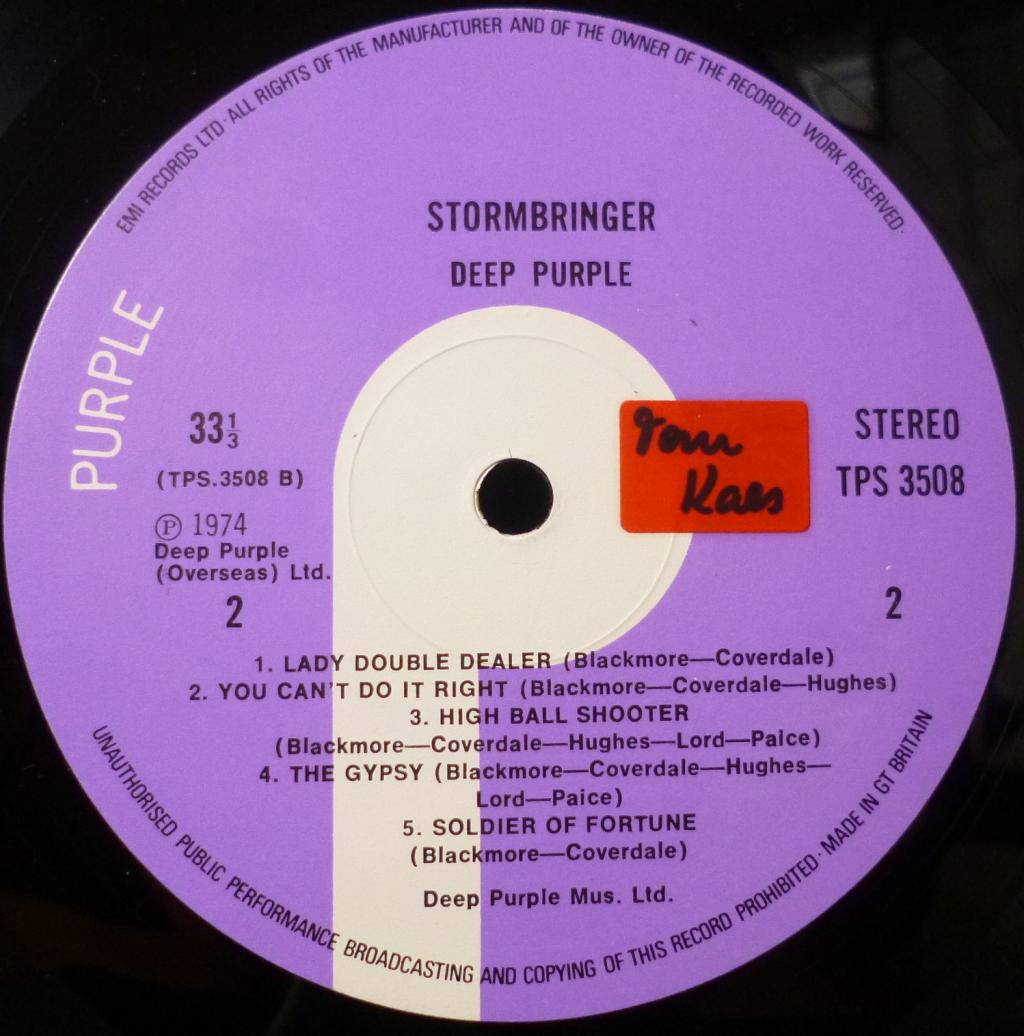 EMI RECORDS LTD · ALL RIGHTS OF THE MANUFACTURER AND OF THE OWNER OF THE RECORDED WORK RESERVED ·
STORMBRINGER
DEEP PURPLE
PURPLE
33⅓
(TPS.3508 B)
Ⓟ 1974
Deep Purple
(Overseas) Ltd.
2
Tom
Kaes
STEREO
TPS 3508
2
1. LADY DOUBLE DEALER (Blackmore—Coverdale)
2. YOU CAN'T DO IT RIGHT (Blackmore—Coverdale—Hughes)
3. HIGH BALL SHOOTER
(Blackmore—Coverdale—Hughes—Lord—Paice)
4. THE GYPSY (Blackmore—Coverdale—Hughes—
Lord—Paice)
5. SOLDIER OF FORTUNE
(Blackmore—Coverdale)
Deep Purple Mus. Ltd.
UNAUTHORISED PUBLIC PERFORMANCE BROADCASTING AND COPYING OF THIS RECORD PROHIBITED · MADE IN GT BRITAIN